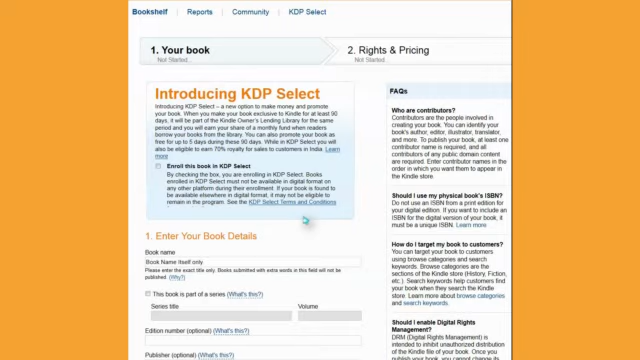 Bookshelf | Reports | Community | KDP Select
1. Your book
Not Started...
2. Rights & Pricing
Not Started...
Introducing KDP Select
Introducing KDP Select – a new option to make money and promote
your book. When you make your book exclusive to Kindle for at least 90
days, it will be part of the Kindle Owner's Lending Library for the same
period and you will earn your share of a monthly fund when readers
borrow your books from the library. You can also promote your book as
free for up to 5 days during these 90 days. While in KDP Select you will
also be eligible to earn 70% royalty for sales to customers in India. Learn
more
Enroll this book in KDP Select
By checking the box, you are enrolling in KDP Select. Books
enrolled in KDP Select must not be available in digital format on
any other platform during their enrollment. If your book is found to
be available elsewhere in digital format, it may not be eligible to
remain in the program. See the KDP Select Terms and Conditions
1. Enter Your Book Details
Book name
Book Name Itself only
Please enter the exact title only. Books submitted with extra words in this field will not be
published. (Why?)
This book is part of a series (What's this?)
Series title
Volume
Edition number (optional) (What's this?)
Publisher (optional) (What's this?)
FAQs
Who are contributors?
Contributors are the people involved in
creating your book. You can identify your
book's author, editor, illustrator, translator,
and more. To publish, at least one
contributor name is required, and all
contributors of any public domain content
are required. Enter contributor names in the
order in which you want them to appear in
the Kindle store
Should I use my physical book's ISBN?
Do not use an ISBN from a print edition for
your digital edition. If you want to include an
ISBN for the digital version of your book, it
must be a unique ISBN. Learn more
How do I target my book to customers?
You can target your book to customers
using browse categories and search
keywords. Browse categories are the
sections of the Kindle store (History, Fiction,
etc.). Search keywords help customers find
your book when they search the Kindle
store. Learn more about browse categories
and search keywords.
Should I enable Digital Rights
Management?
DRM (Digital Rights Management) is
intended to inhibit unauthorized distribution
of the Kindle file of your book. Once you
publish your book, you cannot change its